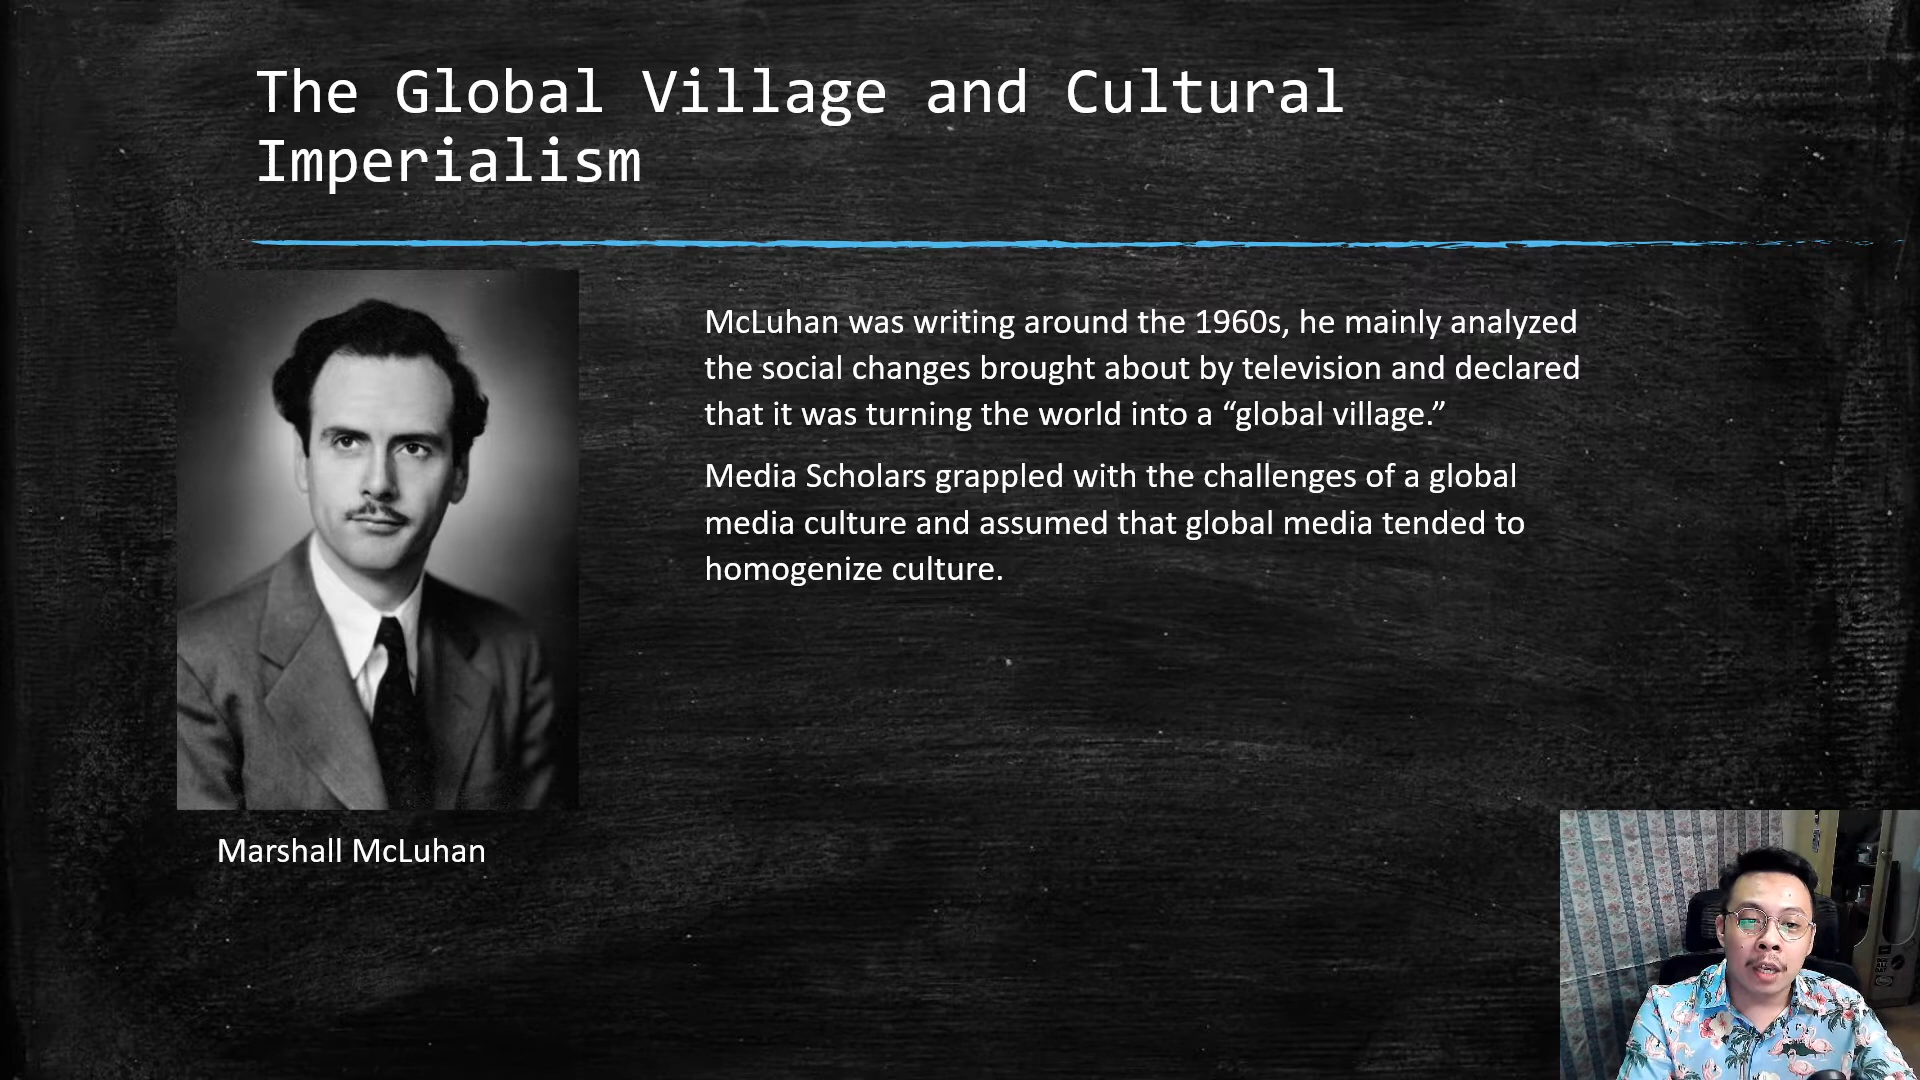 The Global Village and Cultural
Imperialism
McLuhan was writing around the 1960s, he mainly analyzed
the social changes brought about by television and declared
that it was turning the world into a “global village.”
Media Scholars grappled with the challenges of a global
media culture and assumed that global media tended to
homogenize culture.
Marshall McLuhan